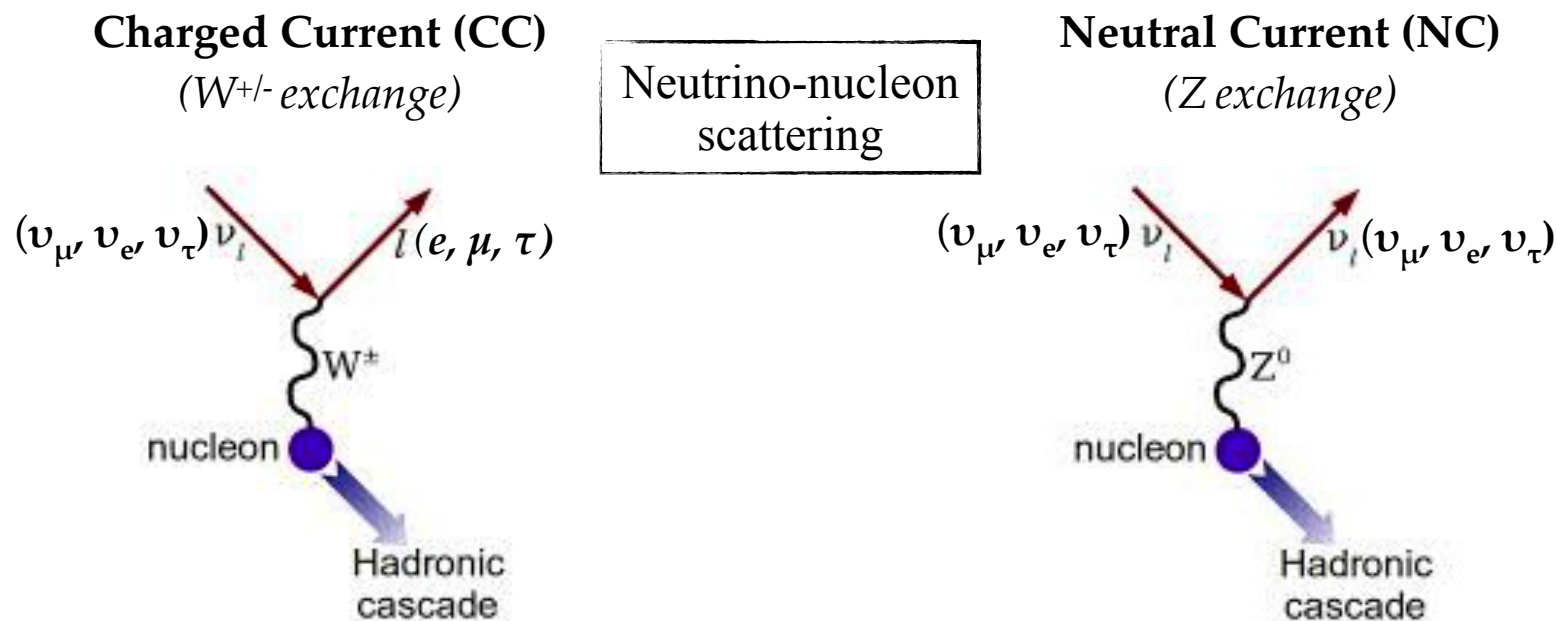 Charged Current (CC)
(W+/- exchange)
Neutrino-nucleon
scattering
Neutral Current (NC)
(Z exchange)
(υμ, υe, υτ) νl
l (e, μ, τ)
W±
nucleon
Hadronic
cascade
(υμ, υe, υτ) νl
νl (υμ, υe, υτ)
Z0
nucleon
Hadronic
cascade